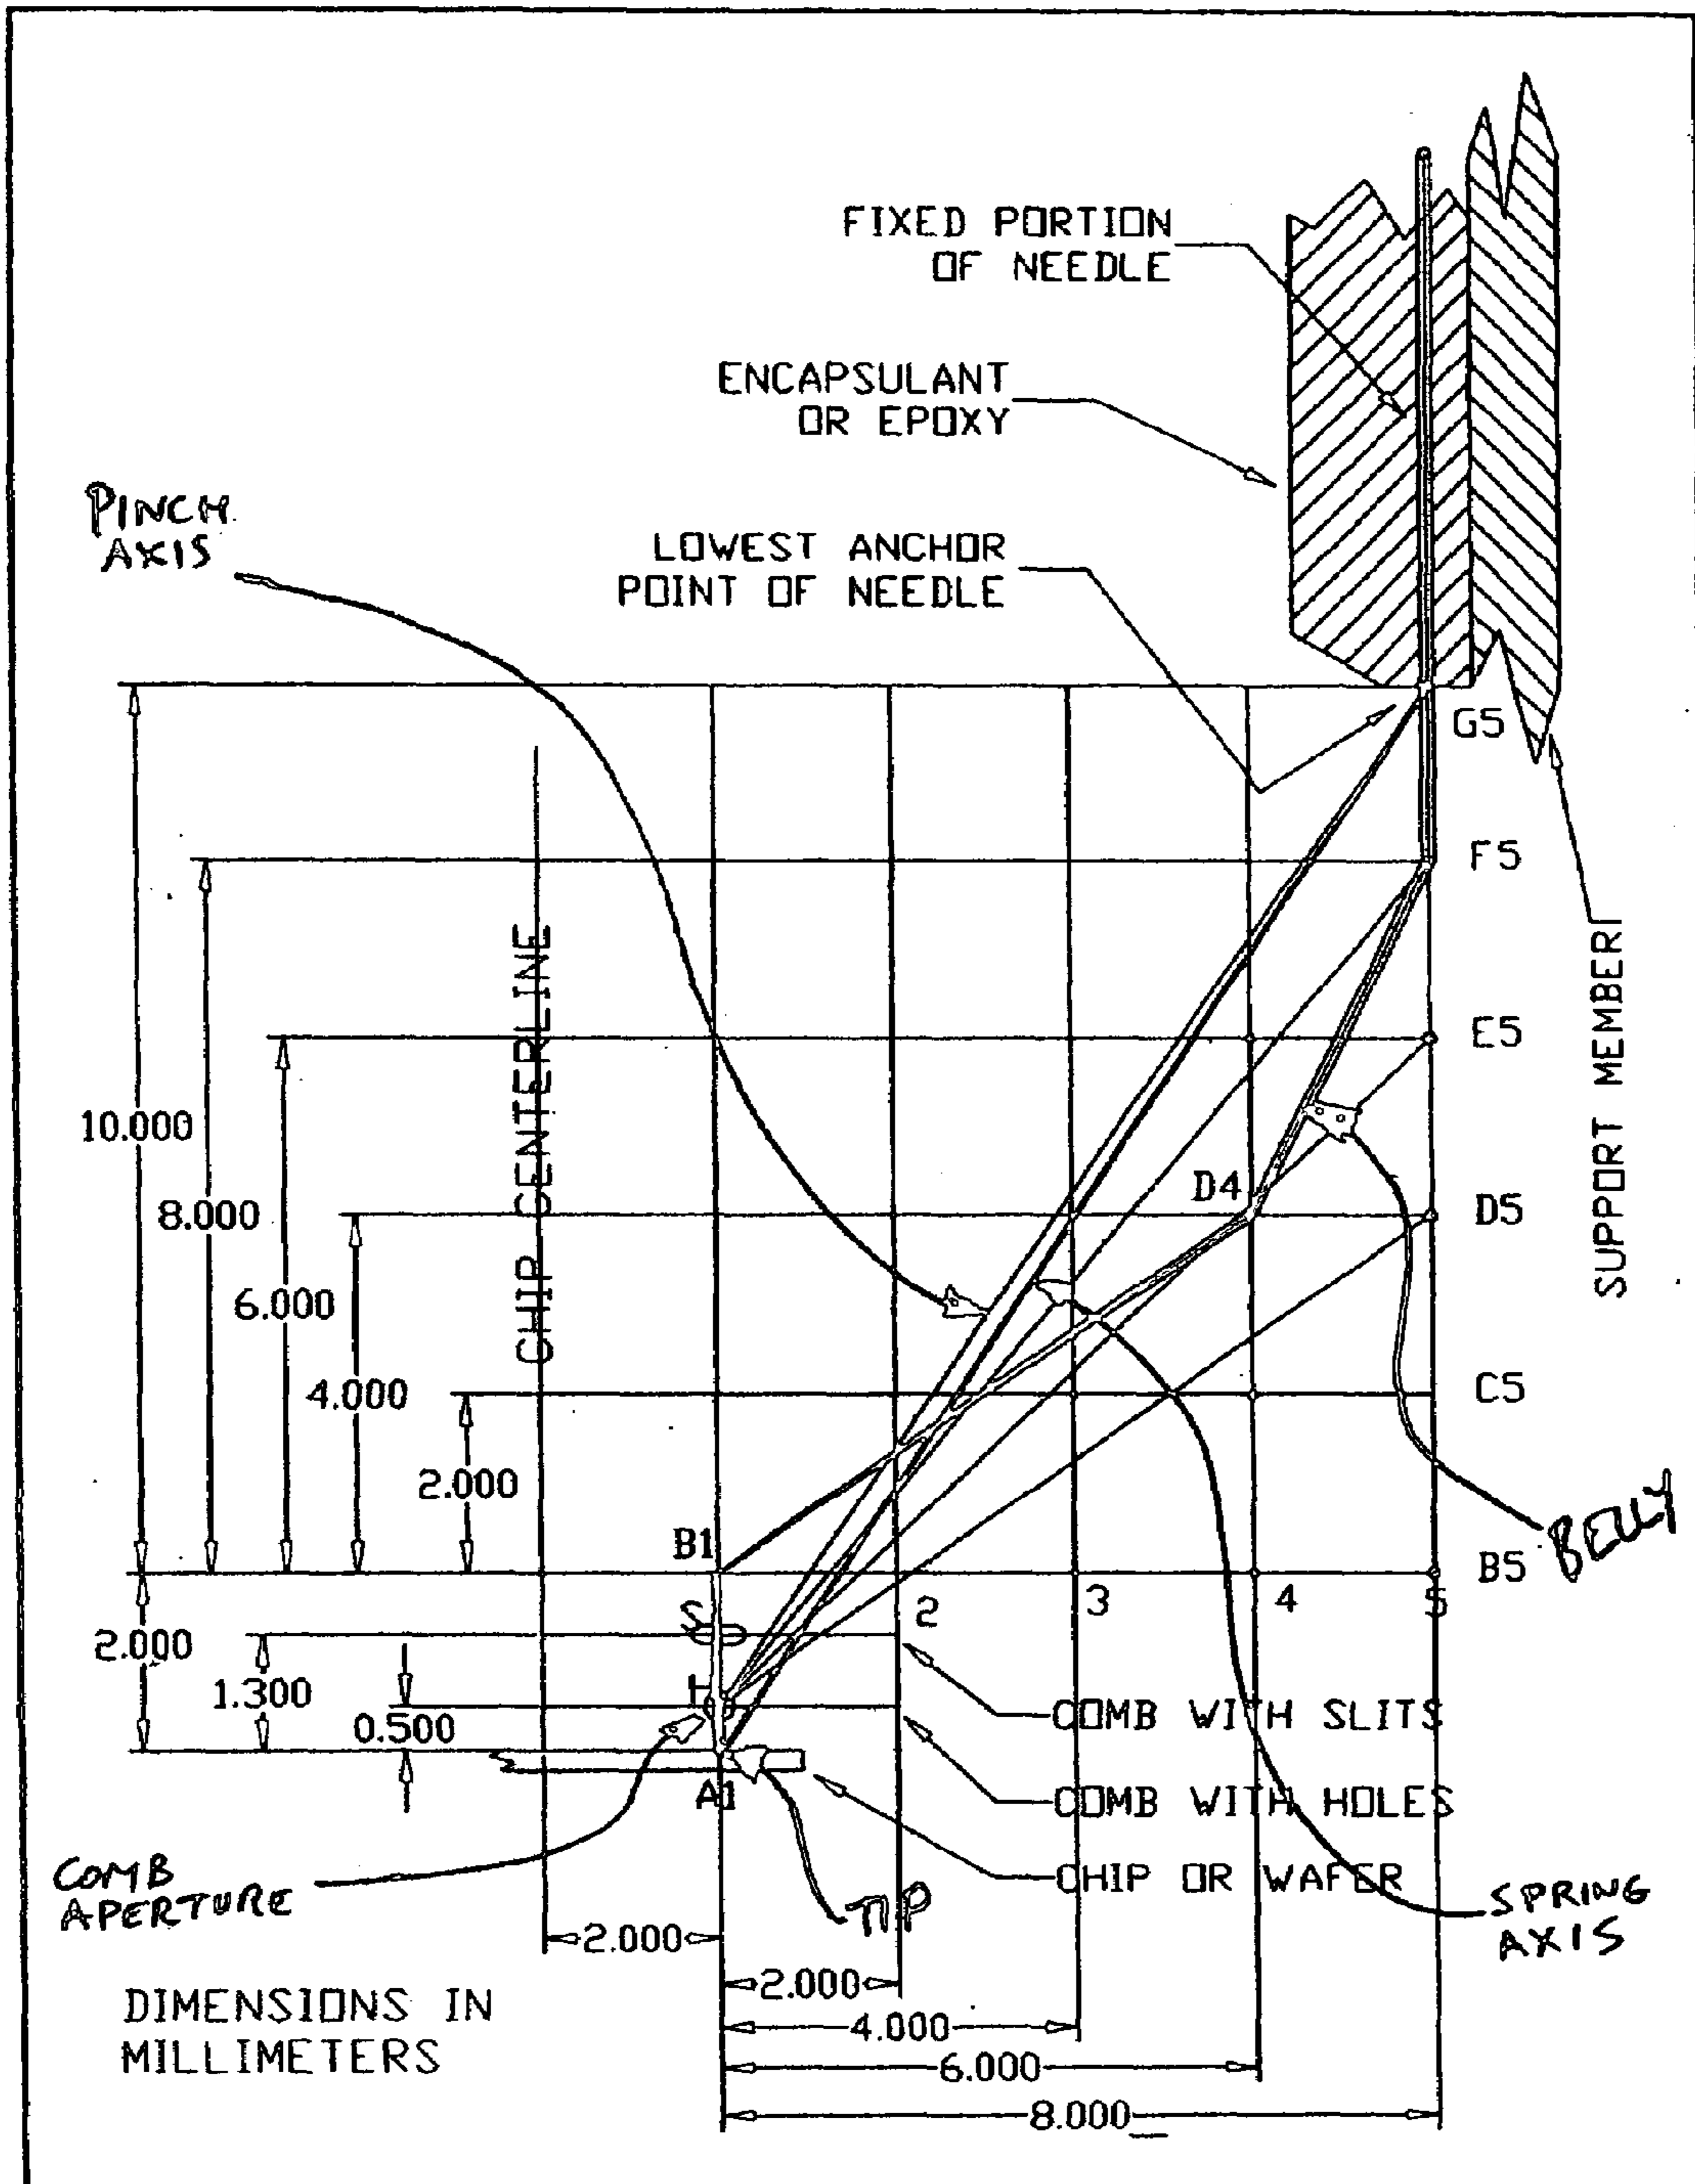 FIXED PORTION
OF NEEDLE
ENCAPSULANT
OR EPOXY
PINCH
AXIS
LOWEST ANCHOR
POINT OF NEEDLE
G5
F5
SUPPORT MEMBER
CHIP CENTERLINE
E5
10.000
8.000
D4
D5
6.000
4.000
C5
2.000
BELLY
B1
B5
2
3
4
5
S
2.000
1.300
H
0.500
COMB WITH SLITS
A1
COMB WITH HOLES
COMB
APERTURE
CHIP OR WAFER
TIP
SPRING
AXIS
2.000
2.000
DIMENSIONS IN
MILLIMETERS
4.000
6.000
8.000